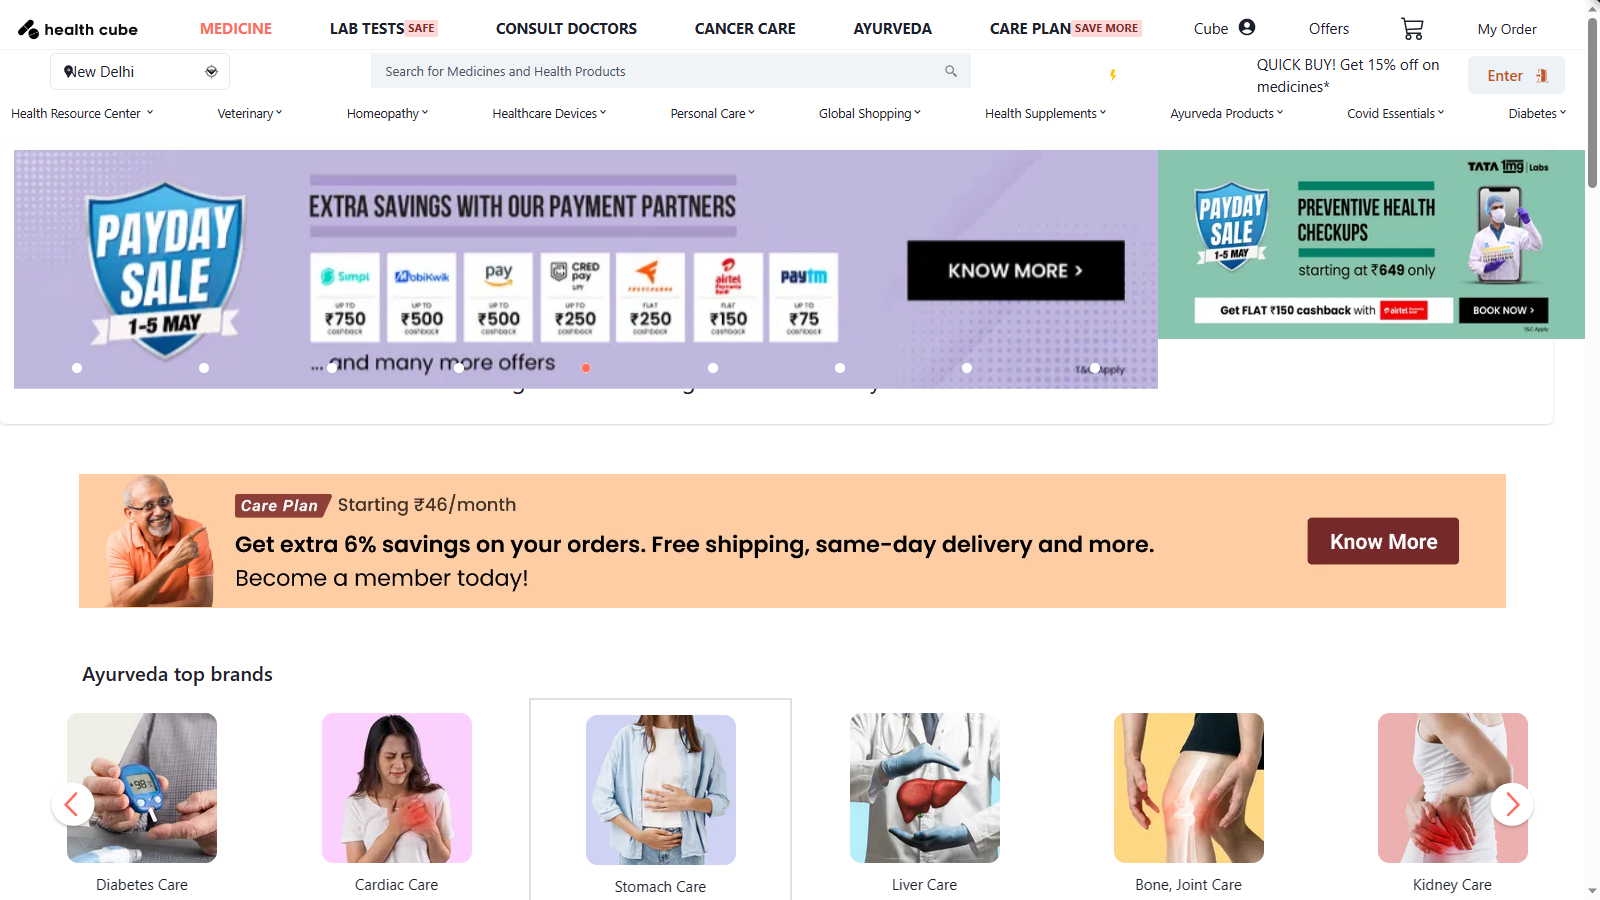 health cube
MEDICINE
LAB TESTS SAFE
CONSULT DOCTORS
CANCER CARE
AYURVEDA
CARE PLAN SAVE MORE
Cube
Offers
My Order
New Delhi
Search for Medicines and Health Products
QUICK BUY! Get 15% off on
medicines*
Enter
Health Resource Center
Veterinary
Homeopathy
Healthcare Devices
Personal Care
Global Shopping
Health Supplements
Ayurveda Products
Covid Essentials
Diabetes
PAYDAY
SALE
1-5 MAY
EXTRA SAVINGS WITH OUR PAYMENT PARTNERS
Simpl
UP TO
₹750
cashback
MobiKwik
UP TO
₹500
cashback
pay
UP TO
₹500
cashback
CRED
pay
UP TO
₹250
cashback
FREECHARGE
FLAT
₹250
cashback
airtel
Payments
Bank
FLAT
₹150
cashback
paytm
UP TO
₹75
cashback
... and many more offers
KNOW MORE >
T&C Apply
TATA 1mg Labs
PAYDAY
SALE
1-5 MAY
PREVENTIVE HEALTH
CHECKUPS
starting at ₹649 only
Get FLAT ₹150 cashback with airtel
BOOK NOW >
T&C Apply
Care Plan Starting ₹46/month
Get extra 6% savings on your orders. Free shipping, same-day delivery and more.
Become a member today!
Know More
Ayurveda top brands
98
Diabetes Care
Cardiac Care
Stomach Care
Liver Care
Bone, Joint Care
Kidney Care